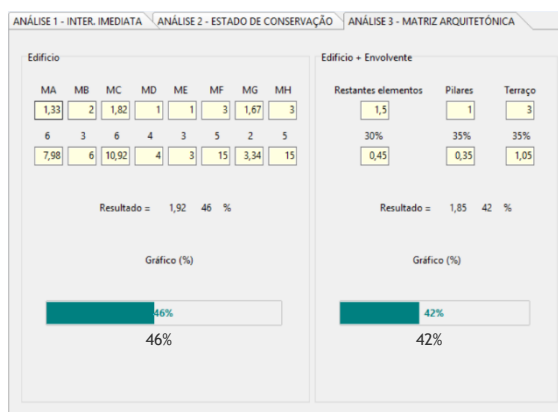 ANÁLISE 1 - INTER. IMEDIATA ANÁLISE 2 - ESTADO DE CONSERVAÇÃO ANÁLISE 3 - MATRIZ ARQUITETÓNICA
Edifício
MA MB MC MD ME MF MG MH
1,33 2 1,82 1 1 3 1,67 3
6 3 6 4 3 5 2 5
7,98 6 10,92 4 3 15 3,34 15
Resultado = 1,92 46 %
Gráfico (%)
46%
46%
Edifício + Envolvente
Restantes elementos Pilares Terraço
1,5 1 3
30% 35% 35%
0,45 0,35 1,05
Resultado = 1,85 42 %
Gráfico (%)
42%
42%